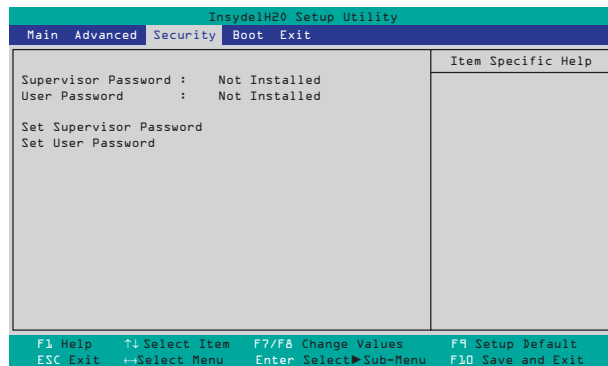 InsydelH20 Setup Utility
Main Advanced Security Boot Exit
Item Specific Help
Supervisor Password : Not Installed
User Password : Not Installed
Set Supervisor Password
Set User Password
F1 Help ↑↓Select Item F7/F8 Change Values F9 Setup Default
ESC Exit ↔Select Menu Enter Select▶Sub-Menu F10 Save and Exit